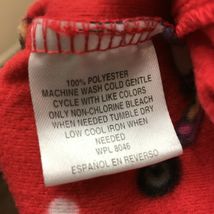 100% POLYESTER
MACHINE WASH COLD GENTLE
CYCLE WITH LIKE COLORS
ONLY NON-CHLORINE BLEACH
WHEN NEEDED TUMBLE DRY
LOW COOL IRON WHEN
NEEDED
WPL 8046
ESPANOL EN REVERSO